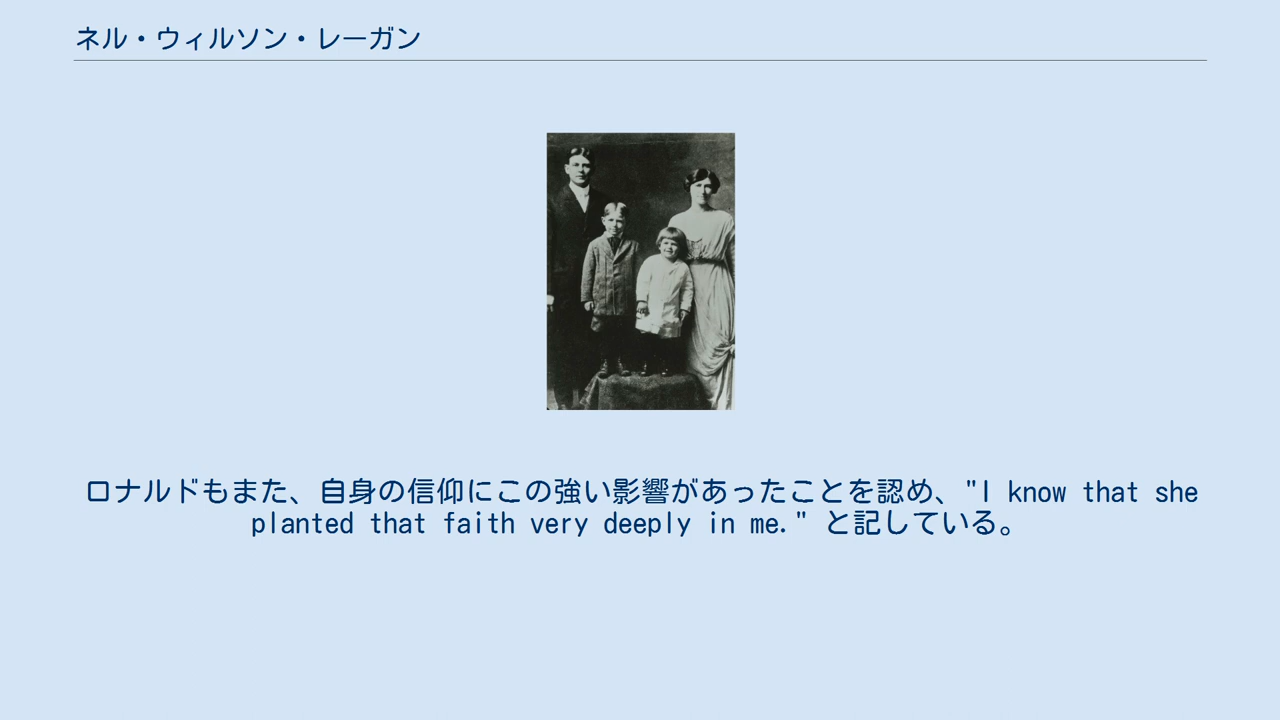 ネル・ウィルソン・レーガン
ロナルドもまた、自身の信仰にこの強い影響があったことを認め、"I know that she
planted that faith very deeply in me." と記している。